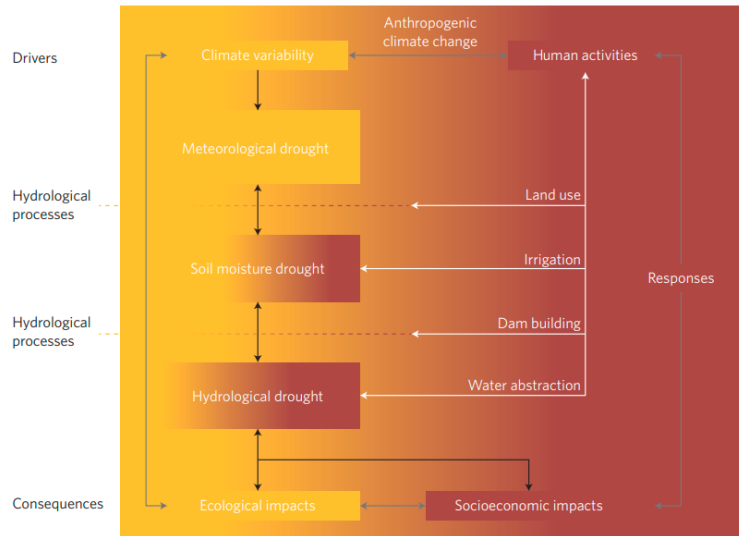 Anthropogenic
climate change
Drivers
Climate variability
Human activities
Meteorological drought
Hydrological
processes
Land use
Soil moisture drought
Irrigation
Responses
Hydrological
processes
Dam building
Hydrological drought
Water abstraction
Consequences
Ecological impacts
Socioeconomic impacts